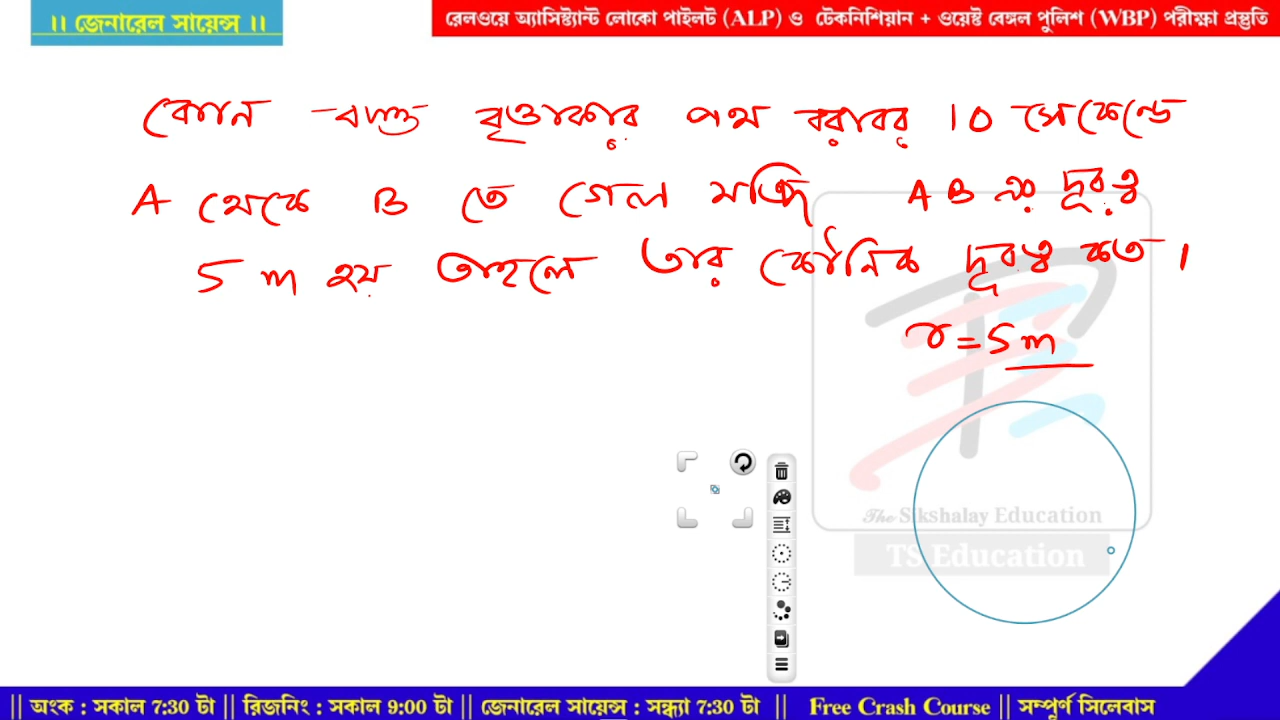 ।। জেনারেল সায়েন্স ।।
রেলওয়ে অ্যাসিস্ট্যান্ট লোকো পাইলট (ALP) ও টেকনিশিয়ান + ওয়েস্ট বেঙ্গল পুলিশ (WBP) পরীক্ষা প্রস্তুতি
কোন বস্তু বৃত্তাকার পথ বরাবর 10 সেকেন্ডে
A থেকে B তে গেল যদি AB এর দূরত্ব
5 m হয় তাহলে তার কৌনিক দূরত্ব কত।
r = 5 m
The Sikshalay Education
TS Education
|| অংক : সকাল 7:30 টা || রিজনিং : সকাল 9:00 টা || জেনারেল সায়েন্স : সন্ধ্যা 7:30 টা || Free Crash Course || সম্পূর্ণ সিলেবাস